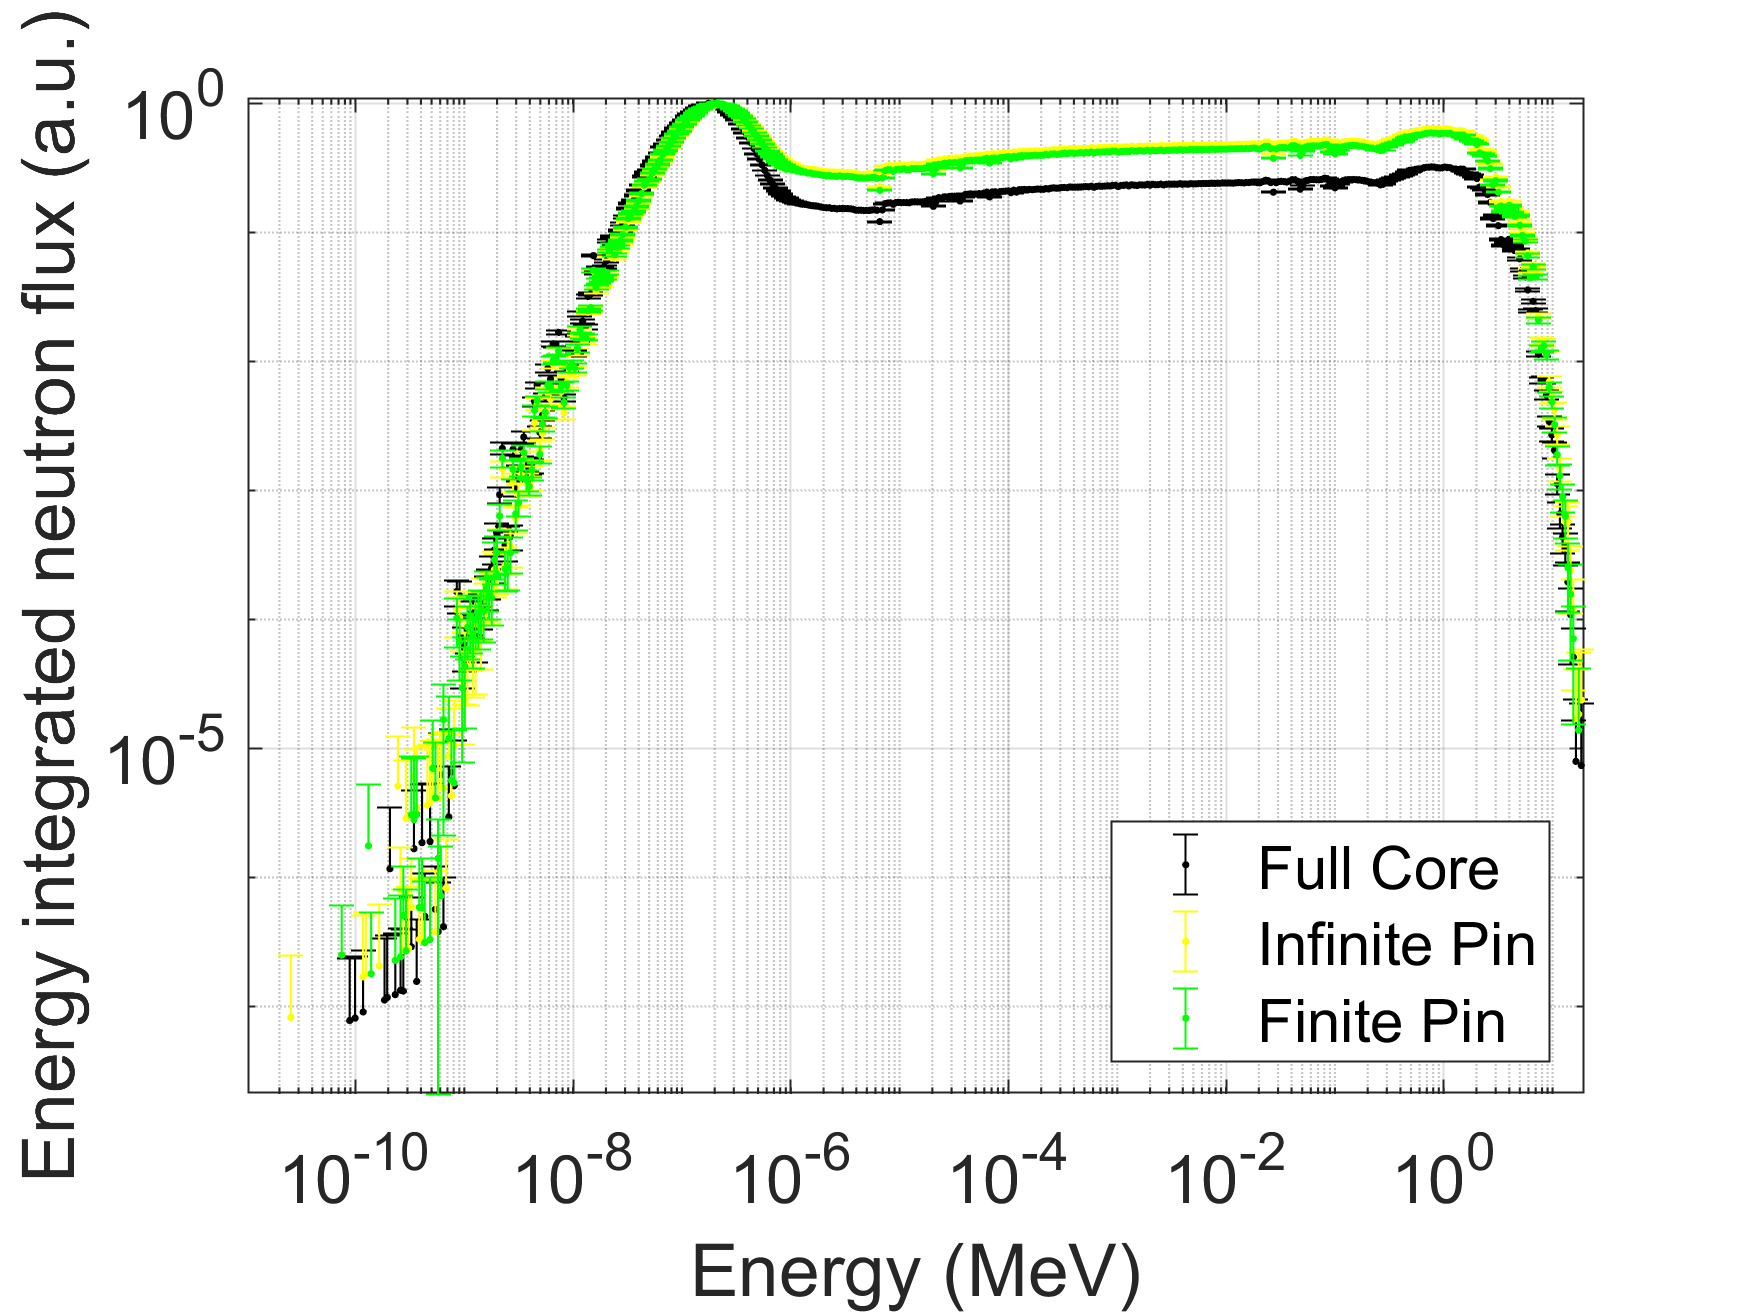 Energy integrated neutron flux (a.u.)
10^0
10^-5
Full Core
Infinite Pin
Finite Pin
10^-10 10^-8 10^-6 10^-4 10^-2 10^0
Energy (MeV)